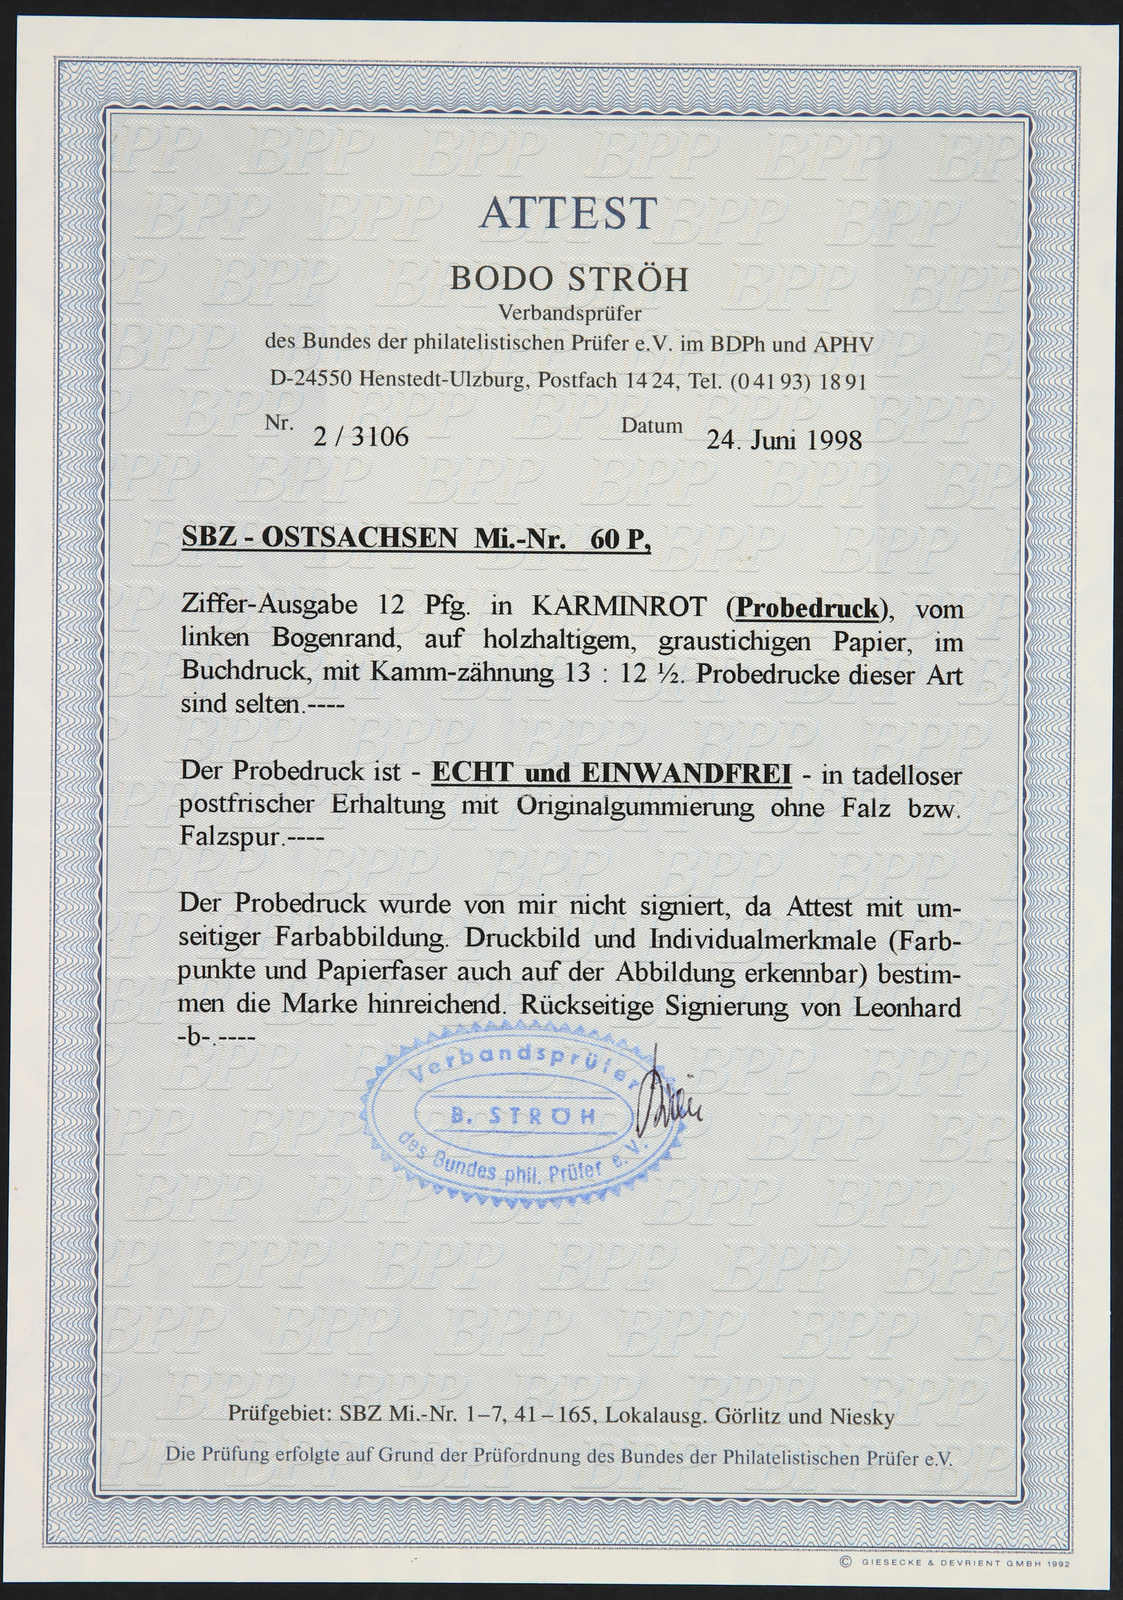 ATTEST
BODO STRÖH
Verbandsprüfer
des Bundes der philatelistischen Prüfer e.V. im BDPh und APHV
D-24550 Henstedt-Ulzburg, Postfach 14 24, Tel. (0 41 93) 18 91
Nr. 2 / 3106 Datum 24. Juni 1998
SBZ - OSTSACHSEN Mi.-Nr. 60 P,
Ziffer-Ausgabe 12 Pfg. in KARMINROT (Probedruck), vom
linken Bogenrand, auf holzhaltigem, graustichigen Papier, im
Buchdruck, mit Kamm-zähnung 13 : 12 ½. Probedrucke dieser Art
sind selten.----
Der Probedruck ist - ECHT und EINWANDFREI - in tadelloser
postfrischer Erhaltung mit Originalgummierung ohne Falz bzw.
Falzspur.----
Der Probedruck wurde von mir nicht signiert, da Attest mit um-
seitiger Farbabbildung. Druckbild und Individualmerkmale (Farb-
punkte und Papierfaser auch auf der Abbildung erkennbar) bestim-
men die Marke hinreichend. Rückseitige Signierung von Leonhard
-b-.----
Verbandsprüfer
B. STRÖH
des Bundes phil. Prüfer e.V.
Prüfgebiet: SBZ Mi.-Nr. 1–7, 41–165, Lokalausg. Görlitz und Niesky
Die Prüfung erfolgte auf Grund der Prüfordnung des Bundes der Philatelistischen Prüfer e.V.
© GIESECKE & DEVRIENT GMBH 1992